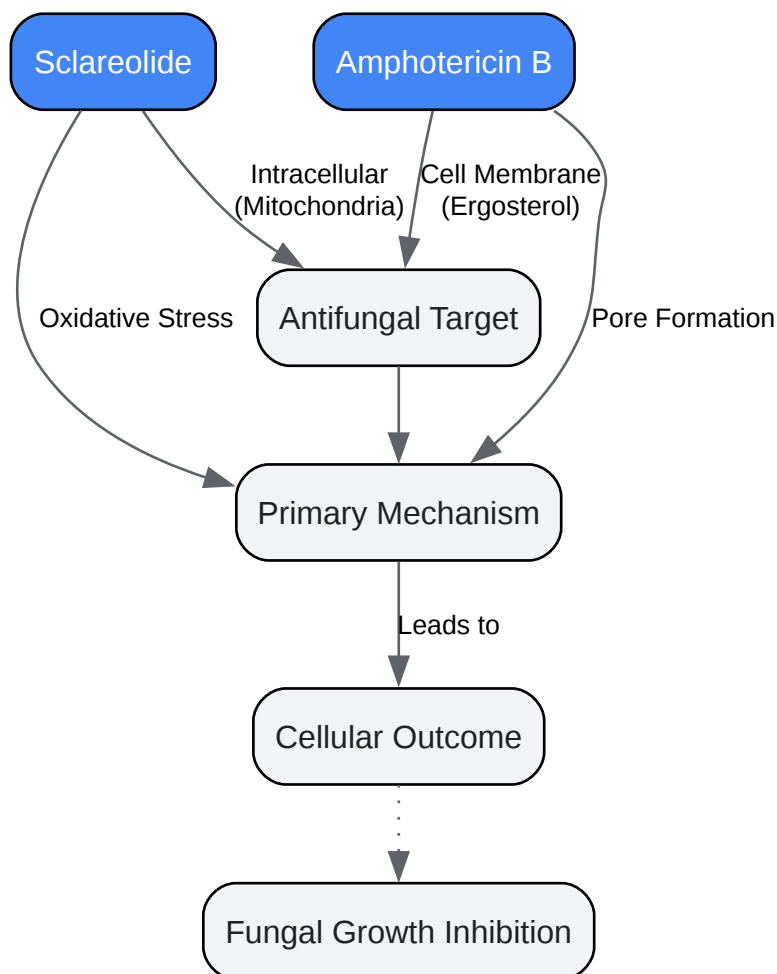 Sclareolide
Amphotericin B
Intracellular
(Mitochondria)
Cell Membrane
(Ergosterol)
Antifungal Target
Oxidative Stress
Pore Formation
Primary Mechanism
Leads to
Cellular Outcome
Fungal Growth Inhibition